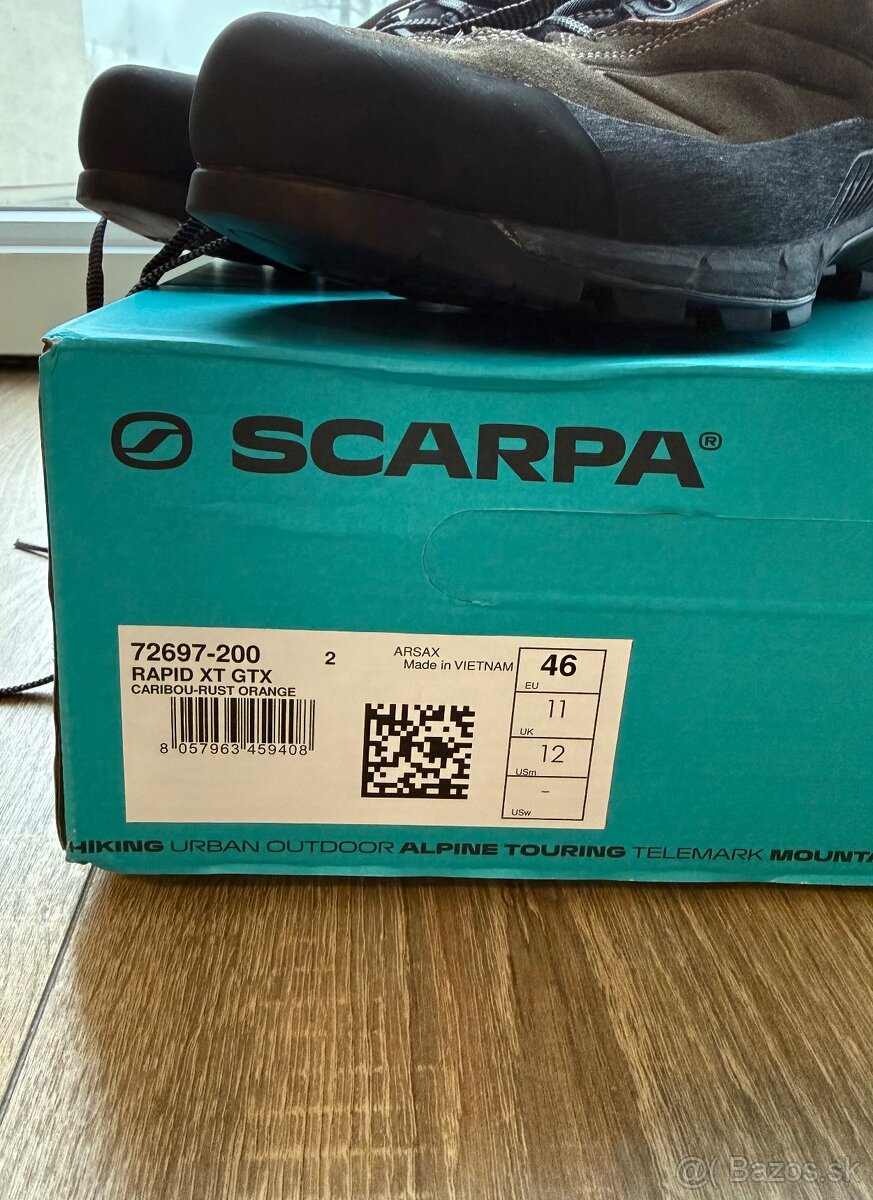 SCARPA®
72697-200
2
RAPID XT GTX
CARIBOU-RUST ORANGE
8 057963 459408
ARSAX
Made in VIETNAM
46
EU
11
UK
12
USm
-
USw
HIKING URBAN OUTDOOR ALPINE TOURING TELEMARK MOUNTA
@( Bazos.sk